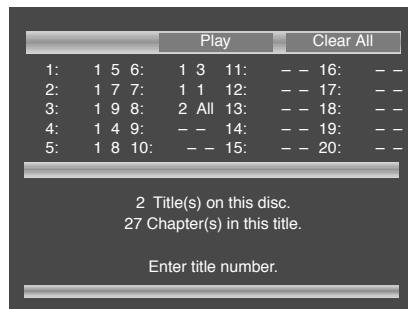 Play Clear All
1: 1 5 6: 1 3 11: – – 16: – –
2: 1 7 7: 1 1 12: – – 17: – –
3: 1 9 8: 2 All 13: – – 18: – –
4: 1 4 9: – – 14: – – 19: – –
5: 1 8 10: – – 15: – – 20: – –
2 Title(s) on this disc.
27 Chapter(s) in this title.
Enter title number.